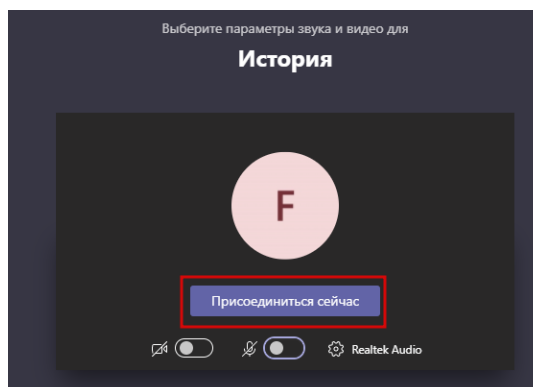 Выберите параметры звука и видео для
История
F
Присоединиться сейчас
Realtek Audio